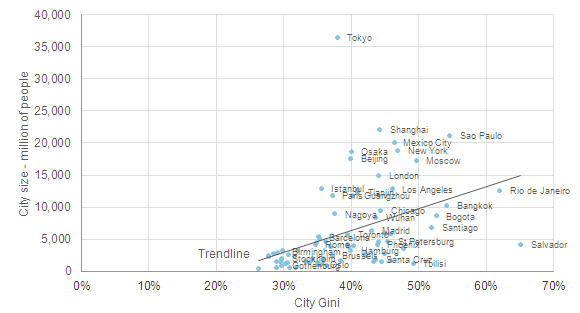 40,000
35,000
30,000
25,000
20,000
15,000
10,000
5,000
0
City size - million of people
Tokyo
Shanghai
Sao Paulo
Mexico City
Osaka
New York
Beijing
Moscow
London
Istanbul
Los Angeles
Rio de Janeiro
Tianjin
Paris
Guangzhou
Bangkok
Nagoya
Chicago
Bogota
Wuhan
Santiago
Madrid
Toronto
Barcelona
St Petersburg
Rome
Phoenix
Salvador
Hamburg
Birmingham
Brussels
Trendline
Stockholm
Santa Cruz
Tbilisi
Gothenburg
Oslo
0%
10%
20%
30%
40%
50%
60%
70%
City Gini